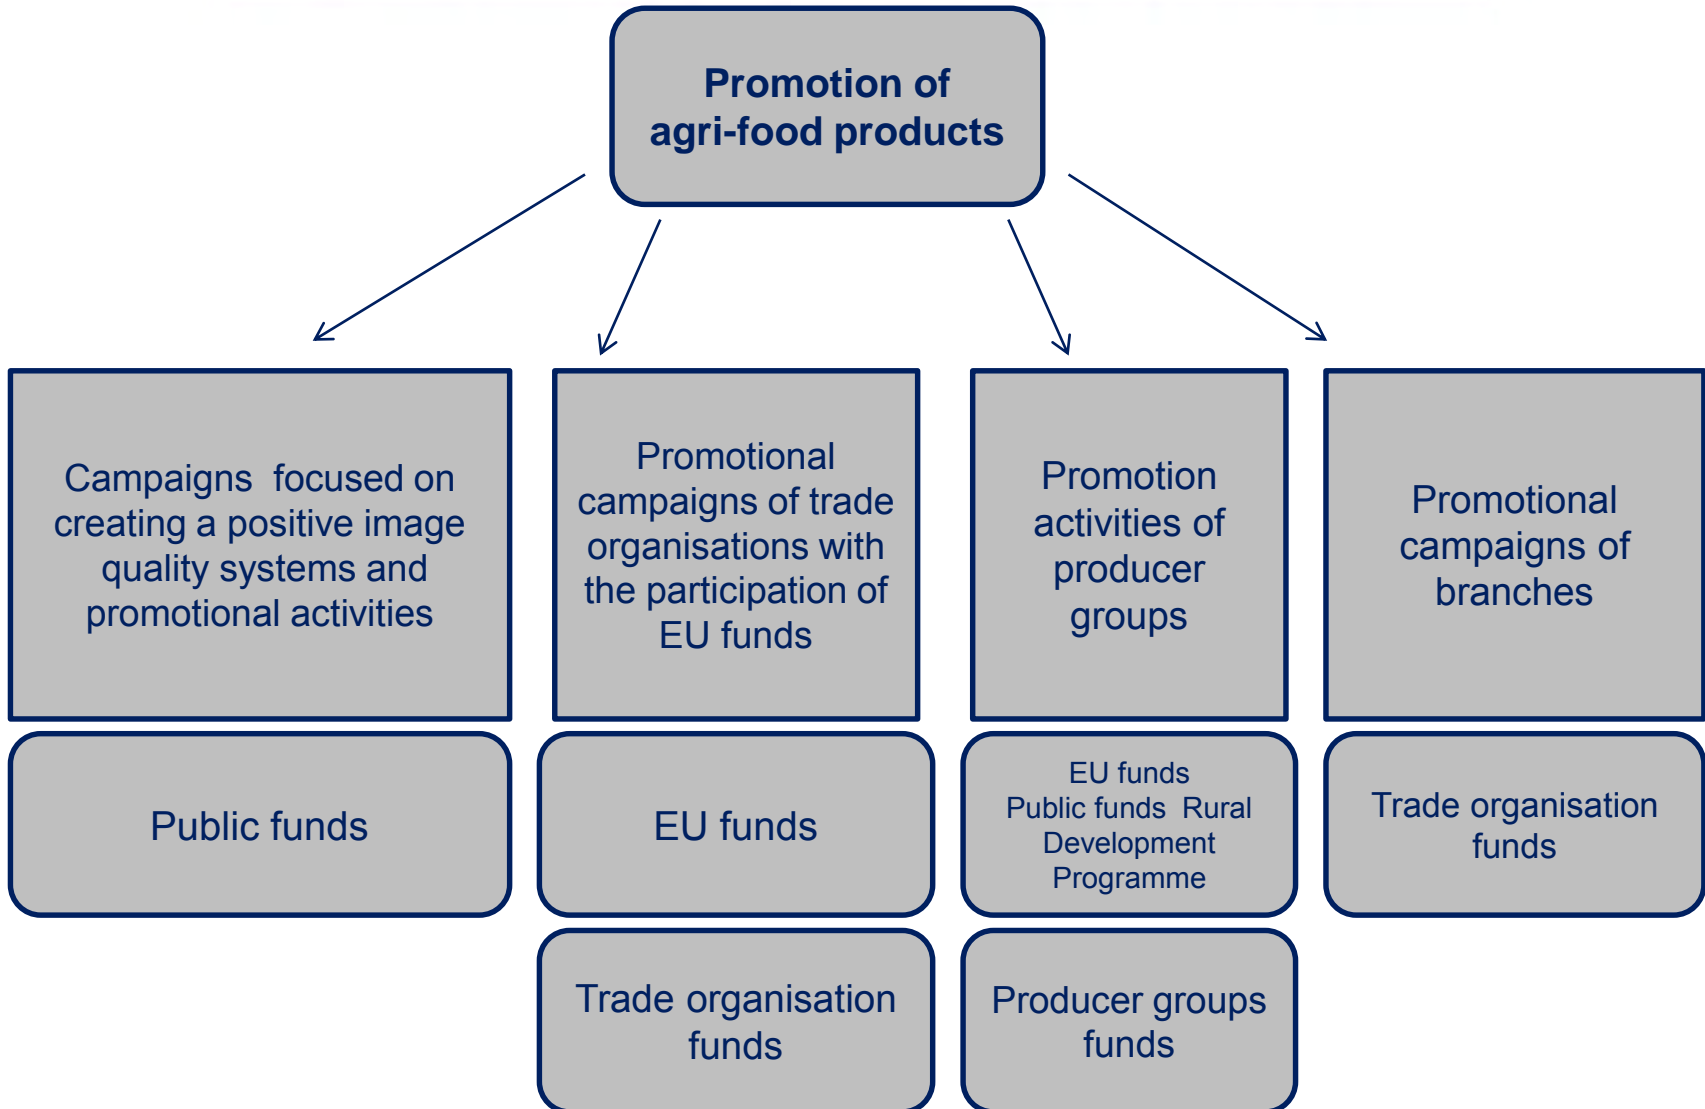 Promotion of
agri-food products
Campaigns  focused on
creating a positive image
quality systems and
promotional activities
Promotional
campaigns of trade
organisations with
the participation of
EU funds
Promotion
activities of
producer
groups
Promotional
campaigns of
branches
Public funds
EU funds
EU funds
Public funds  Rural
Development
Programme
Trade organisation
funds
Trade organisation
funds
Producer groups
funds